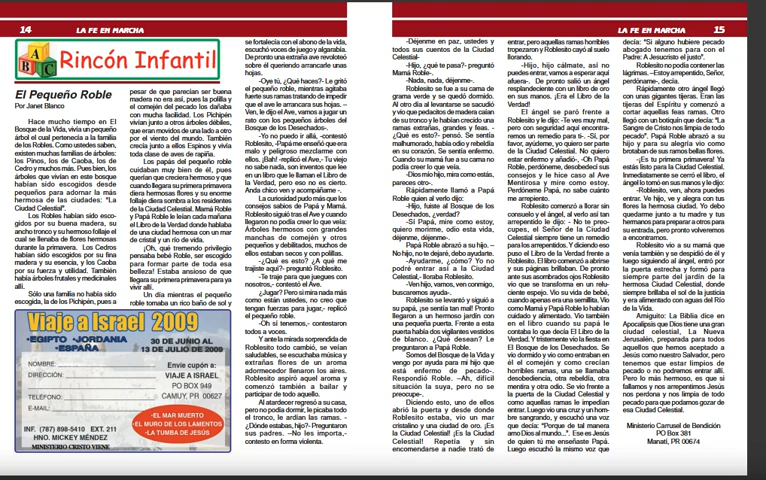 14
LA FE EN MARCHA
A
B
C
Rincón Infantil
El Pequeño Roble
Por Janet Blanco
Hace mucho tiempo en El
Bosque de la Vida, vivía un pequeño
árbol el cual pertenencia a la familia
de los Robles. Como ustedes saben,
existen muchas familias de árboles:
los Pinos, los de Caoba, los de
Cedro y muchos más. Pues bien, los
árboles que vivían en este bosque
habían sido escogidos desde
pequeños para adornar la más
hermosa de las ciudades: "La
Ciudad Celestial".
Los Robles habían sido esco-
gidos por su buena madera, su
ancho tronco y su hermoso follaje el
cual se llenaba de flores hermosas
durante la primavera. Los Cedros
habían sido escogidos por su fina
madera y su esencia, y los Caoba
por su fuerza y utilidad. También
había árboles frutales y medicinales
allí.
Sólo una familia no había sido
escogida, la de los Pichipén, pues a
pesar de que parecían ser buena
madera no era así, pues la polilla y
el comején del pecado los dañaban
con mucha facilidad. Los Pichipén
vivían junto a otros árboles débiles,
que eran movidos de un lado a otro
por el viento del mundo. También
crecía junto a ellos Espinos y vivía
toda clase de aves de rapiña.
Los papás del pequeño roble
cuidaban muy bien de él, pues
querían que creciera hermoso y que
cuando llegara su primera primavera
diera hermosas flores y su enorme
follaje diera sombra a los residentes
de la Ciudad Celestial. Mamá Roble
y Papá Roble le leían cada mañana
el Libro de la Verdad donde hablaba
de una ciudad hermosa con un mar
de cristal y un río de vida.
¡Oh, qué tremendo privilegio
pensaba bebé Roble, ser escogido
para formar parte de toda esa
belleza! Estaba ansioso de que
llegara su primera primavera para ya
vivir allí.
Un día mientras el pequeño
roble tomaba un rico baño de sol y
se fortalecía con el abono de la vida,
escuchó voces de juego y algarabía.
De pronto una extraña ave revoloteó
sobre él queriendo arrancarle unas
hojas.
-Oye tú, ¿Qué haces?- Le gritó
el pequeño roble, mientras agitaba
fuerte sus ramas tratando de impedir
que el ave le arrancara sus hojas. –
Ven, le dijo el Ave, vamos a jugar un
rato con los pequeños árboles del
Bosque de los Desechados-.
-Yo no puedo ir allá, -contestó
Roblesito, -Papá me enseñó que era
malo y peligroso mezclarme con
ellos. ¡Bah! -replicó el Ave,- Tu viejo
no sabe nada, son inventos que lee
en un libro que le llaman el Libro de
la Verdad, pero eso no es cierto.
Anda chico ven y acompáñame -.
La curiosidad pudo más que los
consejos sabios de Papá y Mamá.
Roblesito siguió tras el Ave y cuando
llegaron no podía creer lo que veía:
Árboles hermosos con grandes
manchas de comején y otros
pequeños y debilitados, muchos de
ellos estaban secos y con polillas.
-¿Qué es esto? ¿A qué me
trajiste aquí?- preguntó Roblesito.
-Te traje para que juegues con
nosotros,- contestó el Ave.
¿Jugar? Pero si mira nada más
como están ustedes, no creo que
tengan fuerzas para jugar,- replicó
el pequeño roble.
-Oh sí tenemos,- contestaron
todos a voces.
Y ante la mirada sorprendida de
Roblesito todo cambió, se veían
saludables, se escuchaba música y
extrañas flores de un aroma
adormecedor llenaron los aires.
Roblesito aspiró aquel aroma y
comenzó también a bailar y
participar de todo aquello.
Al atardecer regresó a su casa,
pero no podía dormir, le picaba todo
el tronco, le ardían las ramas. -
¿Dónde estabas, hijo?- Preguntaron
sus padres. –No les importa,-
contestó en forma violenta.
Viaje a Israel 2009
•EGIPTO •JORDANIA
•ESPAÑA
30 DE JUNIO AL
13 DE JULIO DE 2009
NOMBRE:
DIRECCIÓN:
TELÉFONO:
E-MAIL:
Envíe cupón a:
VIAJE A ISRAEL
PO BOX 949
CAMUY, PR 00627
INF. (787) 898-5410 EXT. 211
HNO. MICKEY MÉNDEZ
MINISTERIO CRISTO VIENE
•EL MAR MUERTO
•EL MURO DE LOS LAMENTOS
•LA TUMBA DE JESÚS
LA FE EN MARCHA
15
-Déjenme en paz, ustedes y
todos sus cuentos de la Ciudad
Celestial-
-Hijo, ¿qué te pasa?- preguntó
Mamá Roble-.
-Nada, nada, déjenme-.
Roblesito se fue a su cama de
grama verde y se quedó dormido.
Al otro día al levantarse se sacudió
y vio que pedacitos de madera caían
de su tronco y le habían crecido una
ramas extrañas, grandes y feas. -
¿Qué es esto?- pensó. Se sentía
malhumorado, había odio y rebeldía
en su corazón. Se sentía enfermo.
Cuando su mamá fue a su cama no
podía creer lo que veía.
-Dios mío hijo, mira como estás,
pareces otro-.
Rápidamente llamó a Papá
Roble quien al verlo dijo:
-Hijo, fuiste al Bosque de los
Desechados, ¿verdad?
-Sí Papá, mire como estoy,
quiero morirme, odio esta vida,
déjenme, déjenme-.
Papá Roble abrazó a su hijo. –
No hijo, no te dejaré, debo ayudarte.
-Ayudarme, ¿cómo? Yo no
podré entrar así a la Ciudad
Celestial, - lloraba Roblesito.
-Ven hijo, vamos, ven conmigo,
buscaremos ayuda-.
Roblesito se levantó y siguió a
su papá, ¡se sentía tan mal! Pronto
llegaron a un hermoso jardín con
una pequeña puerta. Frente a esta
puerta había dos vigilantes vestidos
de blanco. ¿Qué desean? Le
preguntaron a Papá Roble.
Somos del Bosque de la Vida y
vengo por ayuda para mi hijo que
está enfermo de pecado-.
Respondió Roble. –Ah, difícil
situación la suya, pero no se
preocupe-.
Diciendo esto, uno de ellos
abrió la puerta y desde donde
Roblesito estaba, vio un mar
cristalino y una ciudad de oro. ¡Es
la Ciudad Celestial! ¡Es la Ciudad
Celestial! Repetía y sin
encomendarse a nadie trató de
entrar, pero aquellas ramas horribles
tropezaron y Roblesito cayó al suelo
llorando.
-Hijo, hijo cálmate, así no
puedes entrar, vamos a esperar aquí
afuera-. De pronto salió un ángel
resplandeciente con un libro de oro
en sus manos. ¡Era el Libro de la
Verdad!
El ángel se paró frente a
Roblesito y le dijo: -Te ves muy mal,
pero con seguridad aquí encontra-
remos un remedio para ti-. -Sí, por
favor, ayúdeme, yo quiero ser parte
de la Ciudad Celestial. No quiero
estar enfermo y añadió-, -Oh Papá
Roble, perdóneme, desobedecí sus
consejos y le hice caso al Ave
Mentirosa y mire como estoy.
Perdóneme Papá, no sabe cuánto
me arrepiento.
Roblesito comenzó a llorar sin
consuelo y el ángel, al verlo así tan
arrepentido le dijo: - No te preo-
cupes, el Señor de la Ciudad
Celestial siempre tiene un remedio
para los arrepentidos. Y diciendo eso
puso el Libro de la Verdad frente a
Roblesito. El libro comenzó a abrirse
y sus páginas brillaban. De pronto
ante sus asombrados ojos Roblesito
vio que se transforma en un relu-
ciente espejo. Vio su vida de bebé,
cuando apenas era una semillita. Vio
como Mamá y Papá Roble lo habían
cuidado y alimentado. Vio también
en el libro cuando su papá le
contaba lo que decía El Libro de la
Verdad. Y tristemente vio la fiesta en
El Bosque de los Desechados. Se
vio dormido y vio como entraban en
él el comején y como crecían
horribles ramas, una se llamaba
desobediencia, otra rebeldía, otra
mentira y otra odio. Se vio frente a
la puerta de la Ciudad Celestial y
como aquellas ramas le impedían
entrar. Luego vio una cruz y un hom-
bre sangrando, y escuchó una voz
que decía: "Porque de tal manera
amo Dios al mundo...". Ese es Jesús
de quien tú me enseñaste Papá.
Luego escuchó la misma voz que
decía: "Si alguno hubiere pecado
abogado tenemos para con el
Padre: A Jesucristo el justo".
Roblesito no podía contener las
lágrimas. –Estoy arrepentido, Señor,
perdóname-, decía.
Rápidamente otro ángel llegó
con unas gigantes tijeras. Eran las
tijeras del Espíritu y comenzó a
cortar aquellas feas ramas. Otro
llegó con un botiquín que decía: "La
Sangre de Cristo nos limpia de todo
pecado". Papá Roble abrazó a su
hijo y para su alegría vio como
brotaban de sus ramas bellas flores.
-¡Es tu primera primavera! Ya
estás listo para la Ciudad Celestial.
Inmediatamente se cerró el libro, el
ángel lo tomó en sus manos y le dijo:
-Roblesito, ven, ahora puedes
entrar. Ve hijo, ve y alegra con tus
flores la hermosa ciudad. Yo debo
quedarme junto a tu madre y tus
hermanos para preparar a otros para
su entrada, pero pronto volveremos
a encontrarnos.
Roblesito vio a su mamá que
venía también y se despidió de él y
luego siguiendo al ángel, entró por
la puerta estrecha y formó para
siempre parte del jardín de la
hermosa Ciudad Celestial, donde
siempre brillaba el sol de la justicia
y era alimentado con aguas del Río
de la Vida.
Amiguito: La Biblia dice en
Apocalipsis que Dios tiene una gran
ciudad celestial, La Nueva
Jerusalén, preparada para todos
aquellos que hemos aceptado a
Jesús como nuestro Salvador, pero
tenemos que estar limpios de
pecado o no podremos entrar allí.
Pero lo más hermoso, es que si
fallamos y nos arrepentimos Jesús
nos perdona y nos limpia de todo
pecado para que podamos gozar de
esa Ciudad Celestial.
Ministerio Carrusel de Bendición
PO Box 381
Manatí, PR 00674